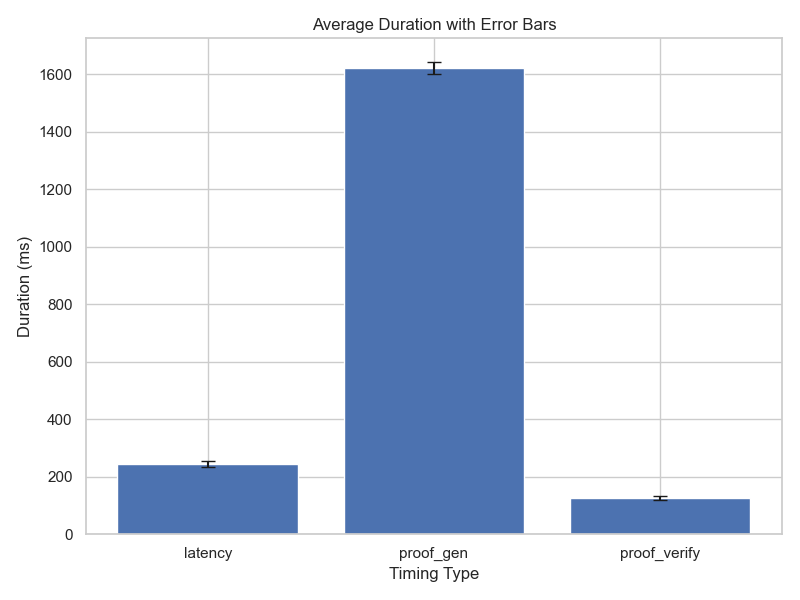 Average Duration with Error Bars
1600
1400
1200
1000
800
600
400
200
0
Duration (ms)
latency
proof_gen
proof_verify
Timing Type